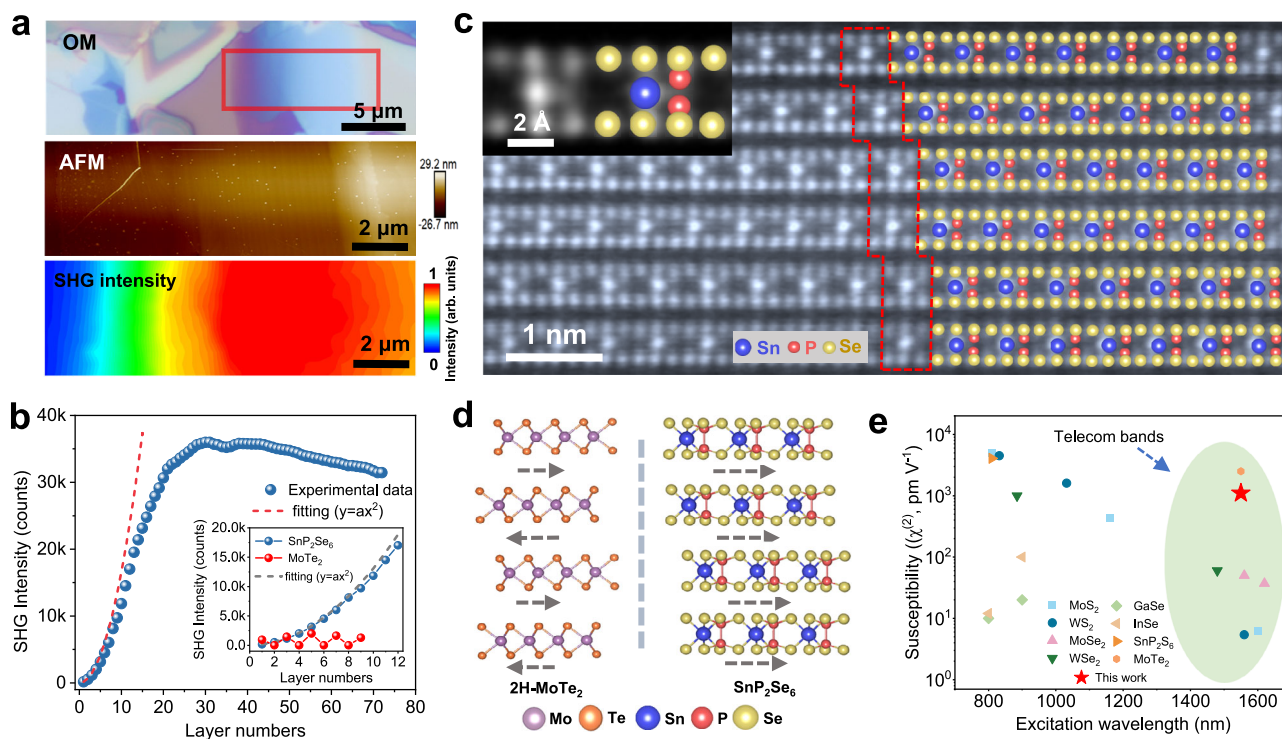 a
OM
5 μm
AFM
29.2 nm
-26.7 nm
2 μm
SHG intensity
1
0
Intensity (arb. units)
2 μm
b
SHG Intensity (counts)
40k
30k
20k
10k
0
0 10 20 30 40 50 60 70 80
Layer numbers
Experimental data
fitting (y=ax²)
SHG Intensity (counts)
20.0k
15.0k
10.0k
5.0k
0.0
0 2 4 6 8 10 12
Layer numbers
SnP₂Se₆
MoTe₂
fitting (y=ax²)
c
2 Å
1 nm
Sn P Se
d
2H-MoTe₂
SnP₂Se₆
Mo Te Sn P Se
e
Susceptibility ((χ⁽²⁾, pm V⁻¹)
10⁴
10³
10²
10¹
10⁰
800 1000 1200 1400 1600
Excitation wavelength (nm)
Telecom bands
MoS₂ GaSe
WS₂ InSe
MoSe₂ SnP₂S₆
WSe₂ MoTe₂
This work